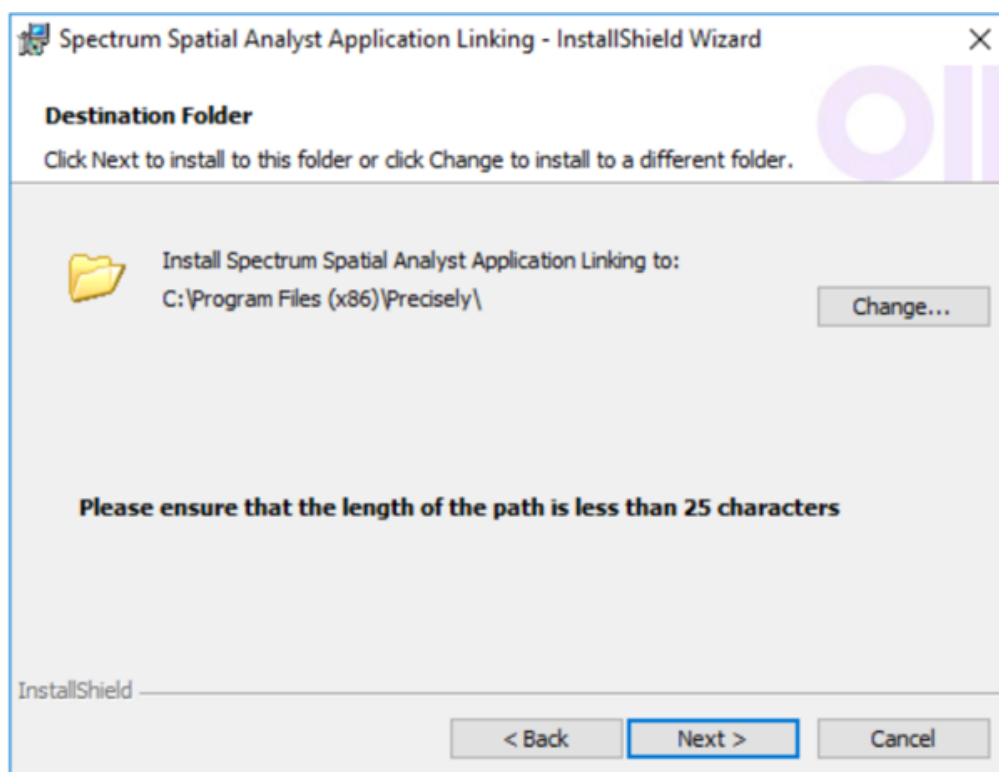 Spectrum Spatial Analyst Application Linking - InstallShield Wizard
Destination Folder
Click Next to install to this folder or click Change to install to a different folder.
Install Spectrum Spatial Analyst Application Linking to:
C:\Program Files (x86)\Precisely\
Change...
Please ensure that the length of the path is less than 25 characters
InstallShield
< Back
Next >
Cancel